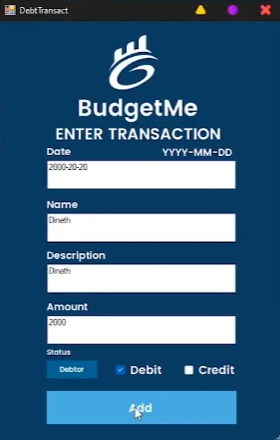 DebtTransact
BudgetMe
ENTER TRANSACTION
Date YYYY-MM-DD
2000-20-20
Name
Dineth
Description
Dineth
Amount
2000
Status
Debtor Debit Credit
Add